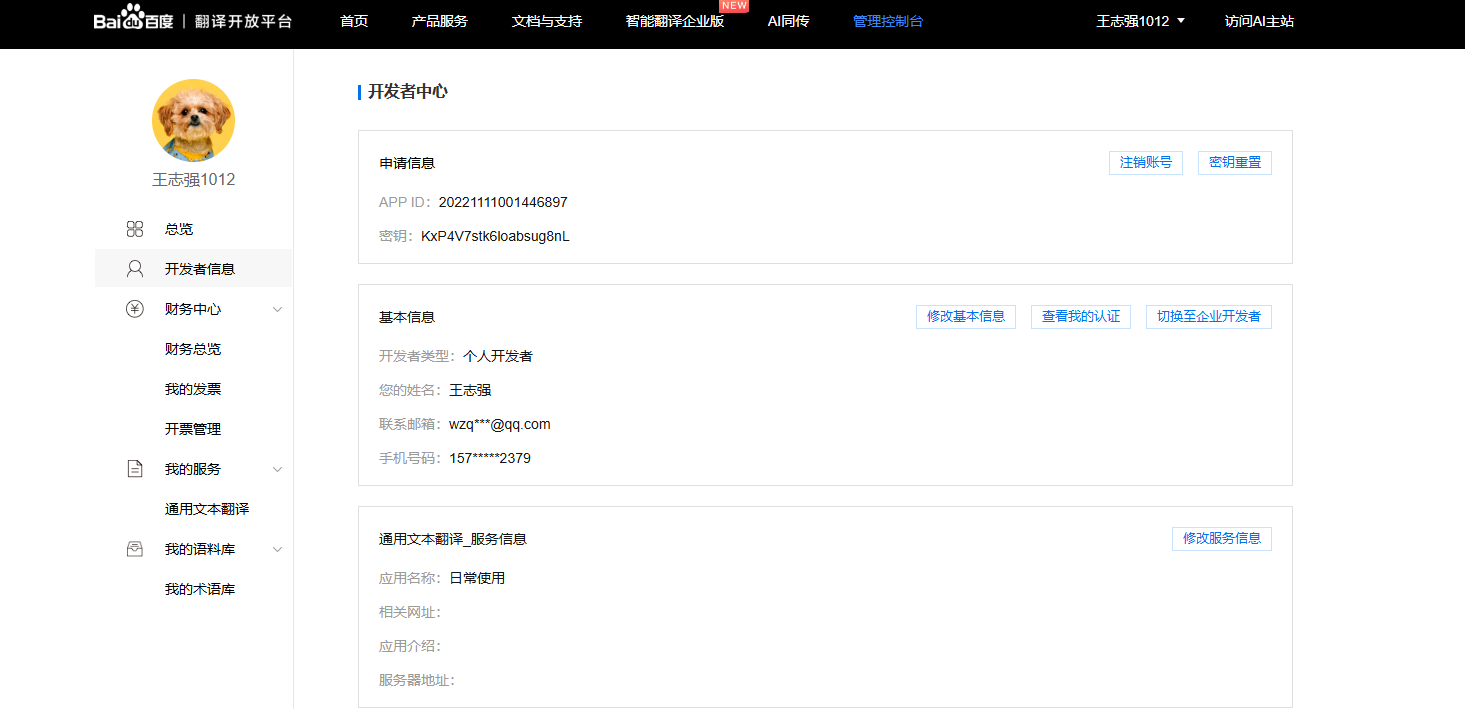 Bai du 百度 | 翻译开放平台 首页 产品服务 文档与支持 智能翻译企业版 NEW AI同传 管理控制台 王志强1012 访问AI主站
王志强1012
总览
开发者信息
财务中心
财务总览
我的发票
开票管理
我的服务
通用文本翻译
我的语料库
我的术语库
开发者中心
申请信息 注销账号 密钥重置
APP ID：20221111001446897
密钥：KxP4V7stk6loabsug8nL
基本信息 修改基本信息 查看我的认证 切换至企业开发者
开发者类型：个人开发者
您的姓名：王志强
联系邮箱：wzq***@qq.com
手机号码：157*****2379
通用文本翻译_服务信息 修改服务信息
应用名称：日常使用
相关网址：
应用介绍：
服务器地址：